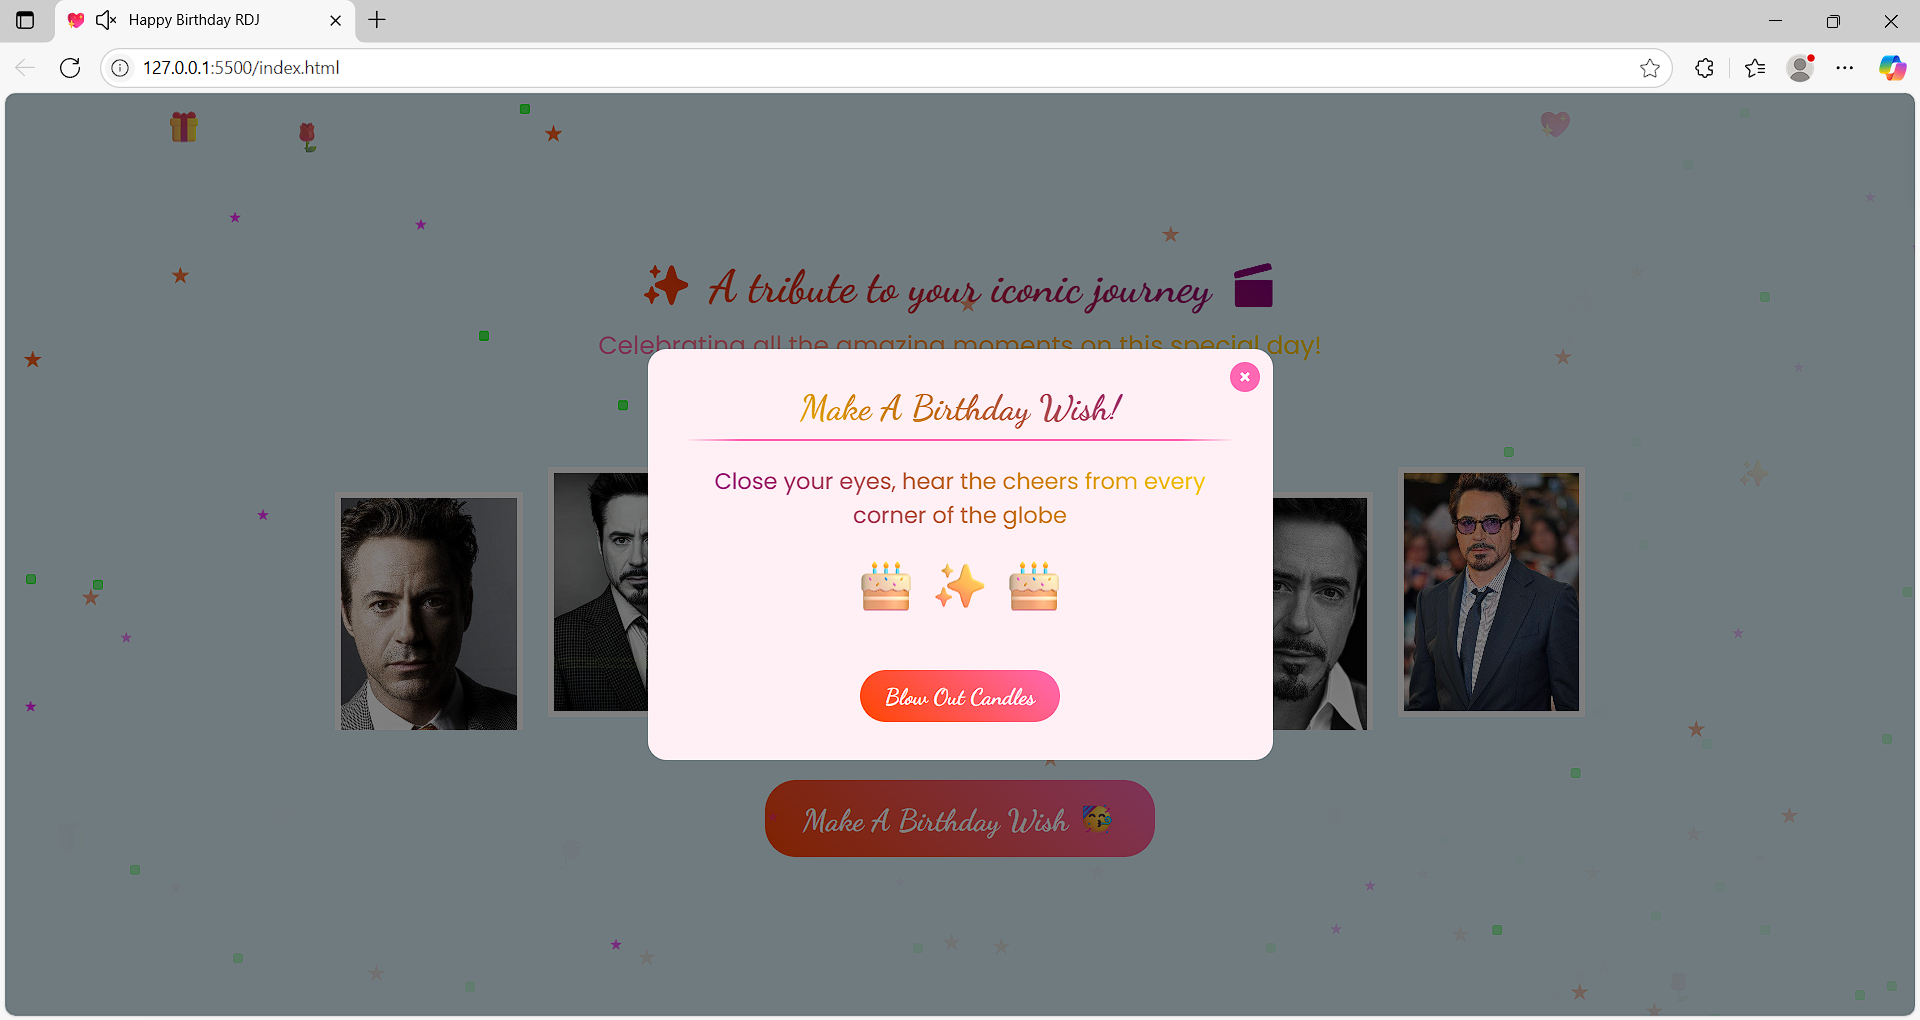 Happy Birthday RDJ
127.0.0.1:5500/index.html
A tribute to your iconic journey
Celebrating all the amazing moments on this special day!
Make A Birthday Wish!
Close your eyes, hear the cheers from every
corner of the globe
Blow Out Candles
Make A Birthday Wish